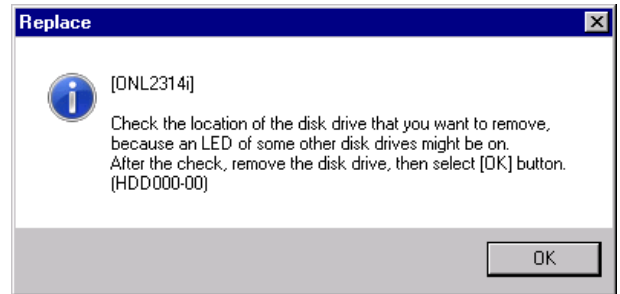 Replace
[ONL2314i]
Check the location of the disk drive that you want to remove,
because an LED of some other disk drives might be on.
After the check, remove the disk drive, then select [OK] button.
(HDD000-00)
OK